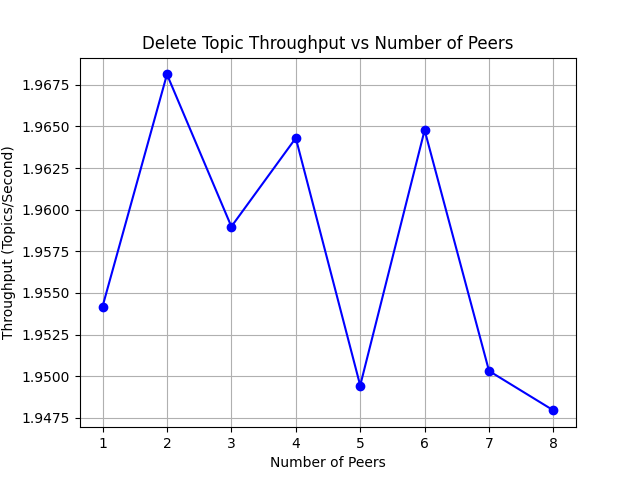 Delete Topic Throughput vs Number of Peers
Throughput (Topics/Second)
1.9675
1.9650
1.9625
1.9600
1.9575
1.9550
1.9525
1.9500
1.9475
1 2 3 4 5 6 7 8
Number of Peers